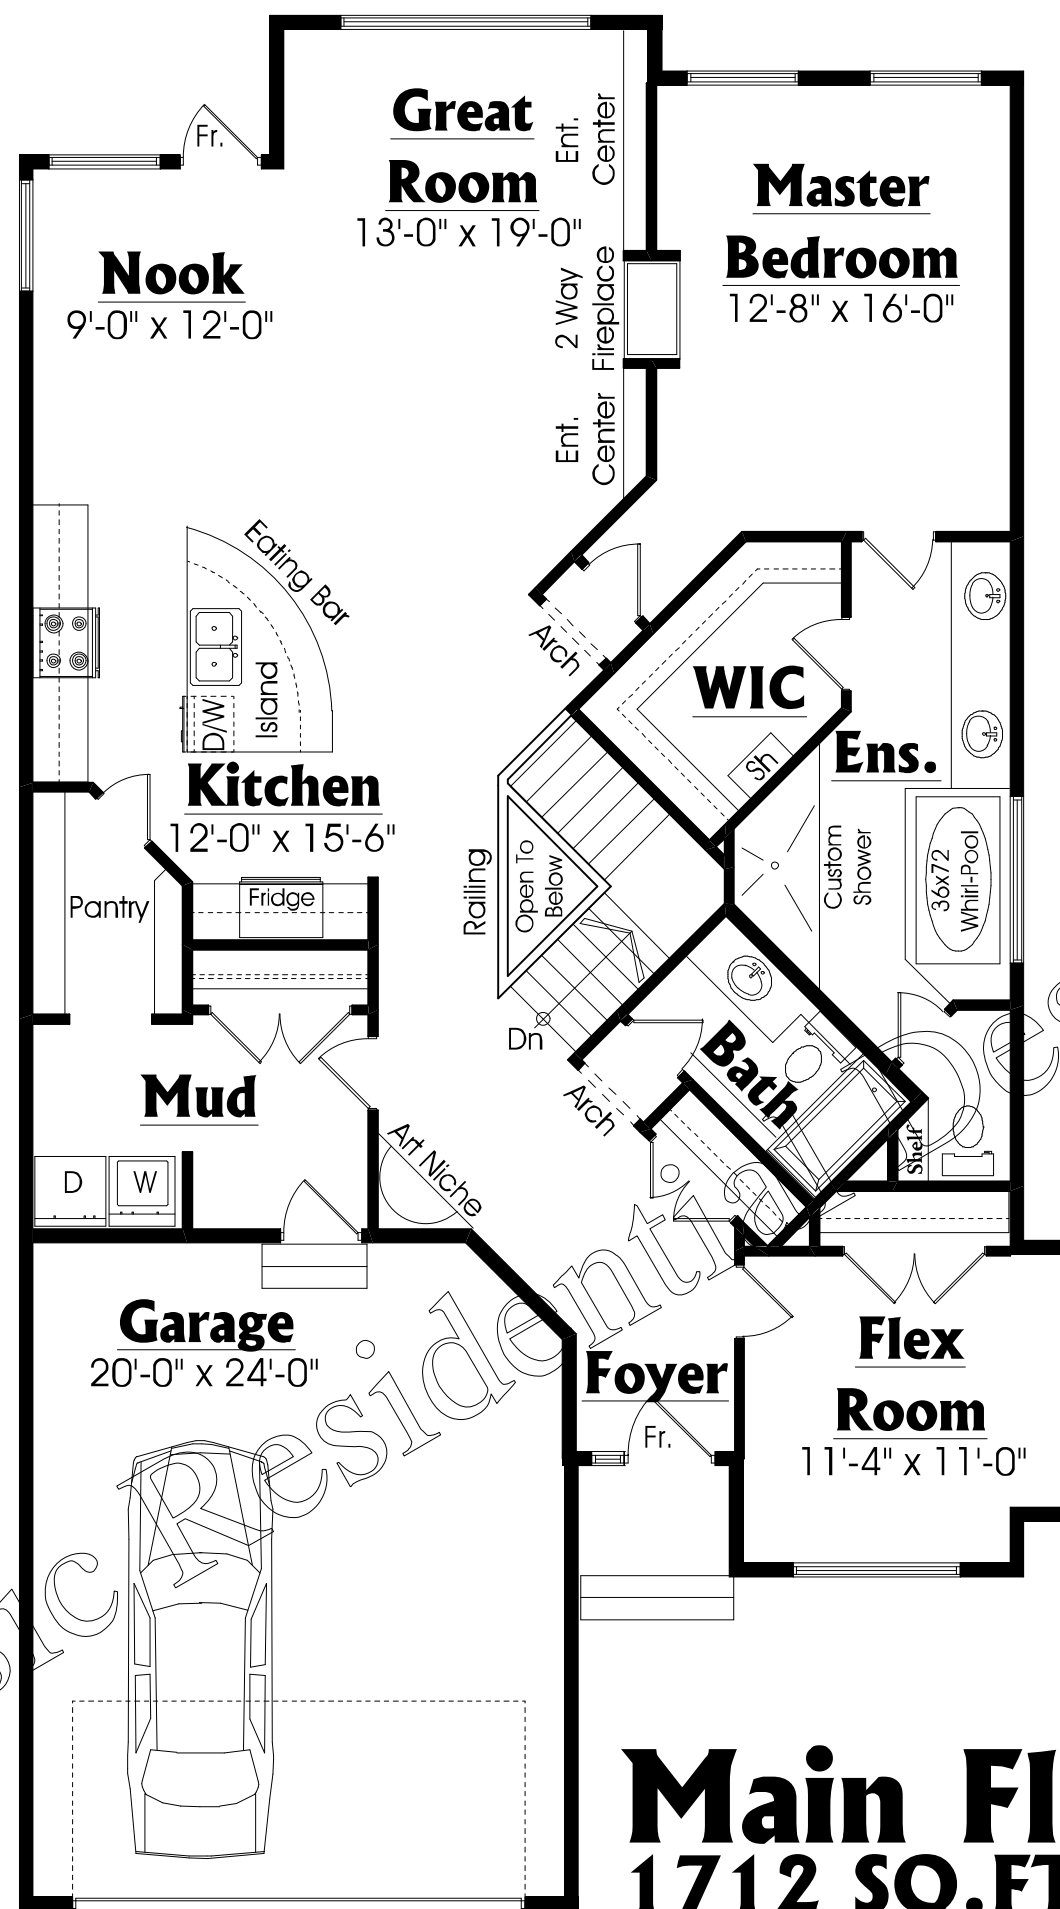 Great
Room
13'-0" x 19'-0"
Fr.
Ent.
Center
2 Way
Fireplace
Ent.
Center
Master
Bedroom
12'-8" x 16'-0"
Nook
9'-0" x 12'-0"
Eating Bar
Island
D/W
Arch
WIC
Sh
Ens.
Kitchen
12'-0" x 15'-6"
Fridge
Pantry
Railing
Open To
Below
Custom
Shower
36x72
Whirl-Pool
Dn
Bath
Arch
Shelf
Mud
D
W
Art Niche
Garage
20'-0" x 24'-0"
Foyer
Fr.
Flex
Room
11'-4" x 11'-0"
sic Residential
es
Main Fl
1712 SQ.FT